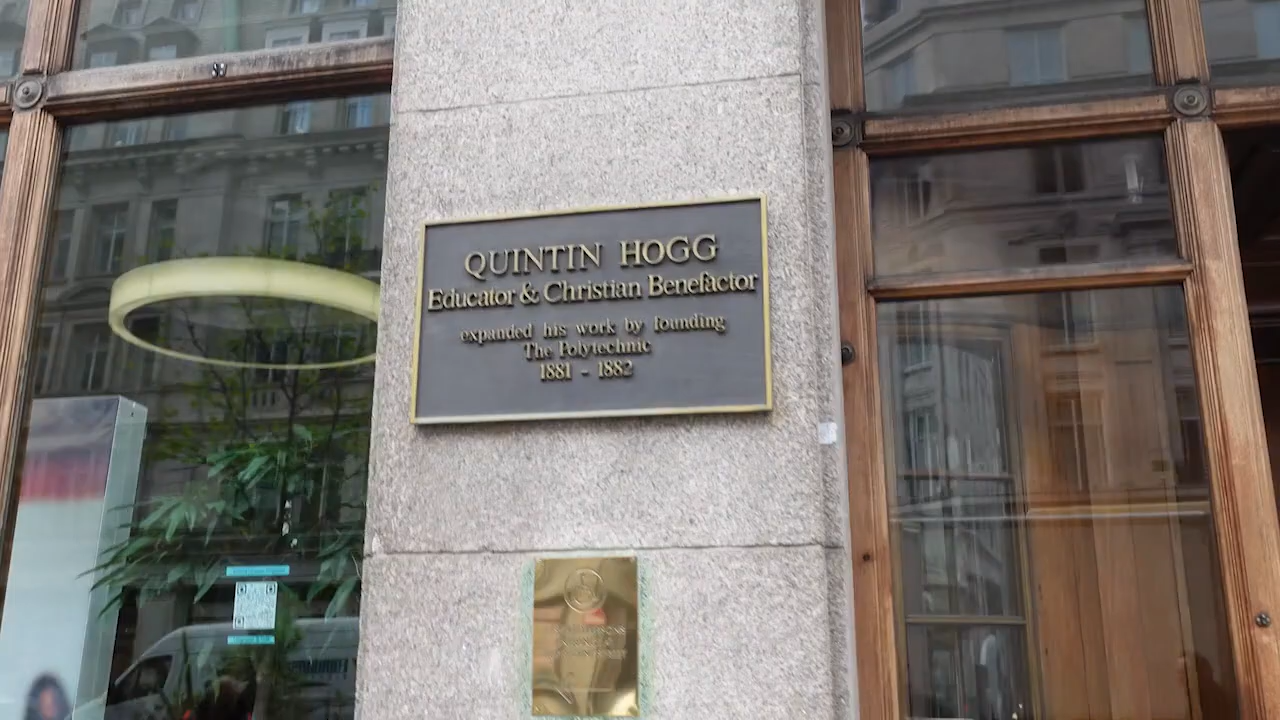 QUINTIN HOGG
Educator & Christian Benefactor
expanded his work by founding
The Polytechnic
1881 - 1882